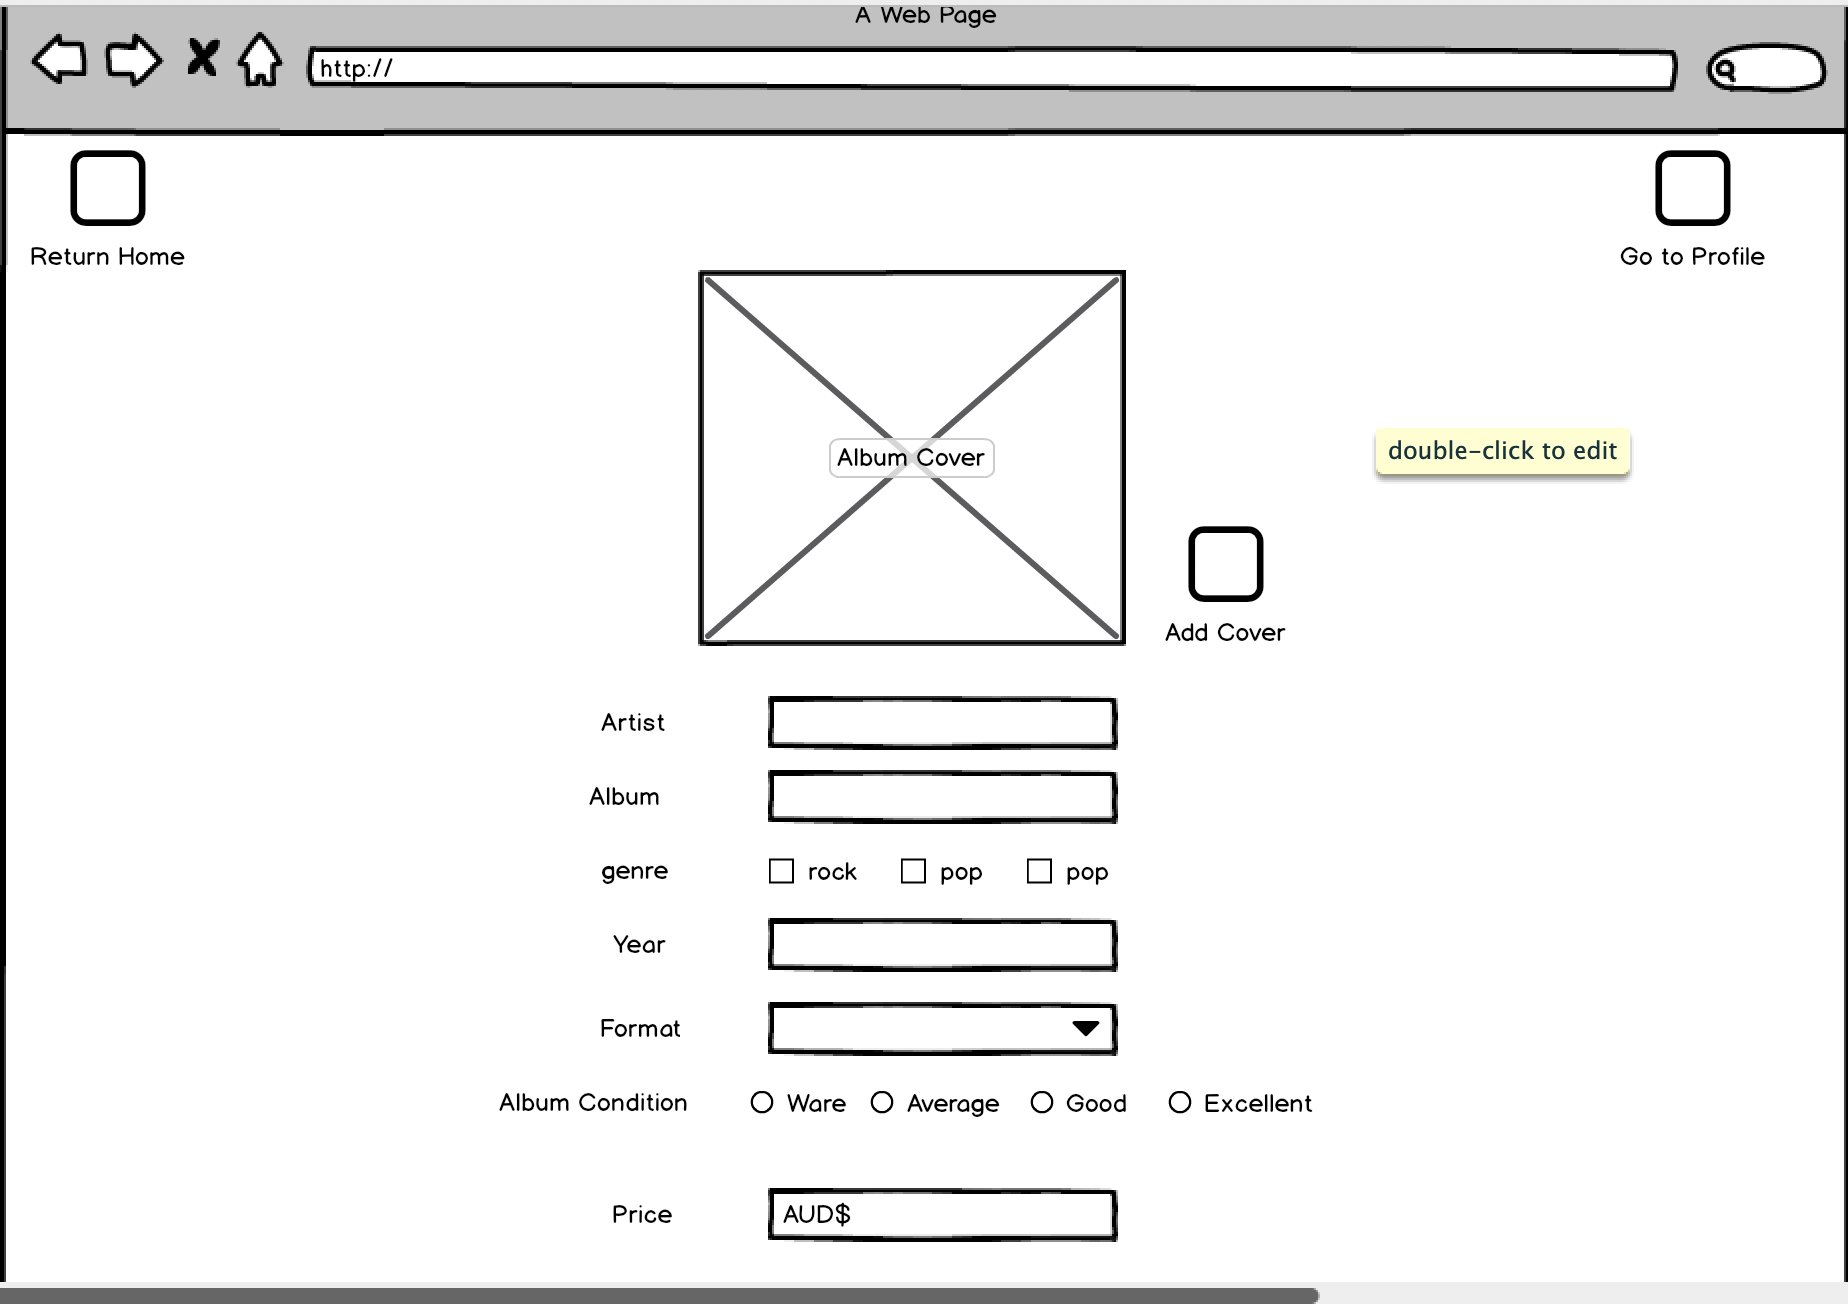 A Web Page
http://
Return Home
Go to Profile
Album Cover
double-click to edit
Add Cover
Artist
Album
genre rock pop pop
Year
Format
Album Condition Ware Average Good Excellent
Price AUD$